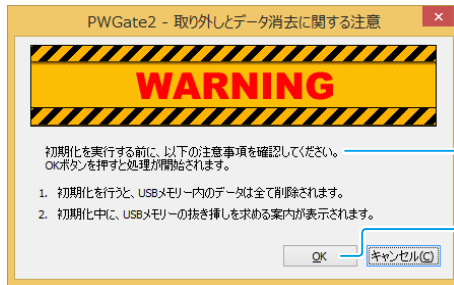 PWGate2 - 取り外しとデータ消去に関する注意
WARNING
初期化を実行する前に、以下の注意事項を確認してください。
OKボタンを押すと処理が開始されます。
1. 初期化を行うと、USBメモリー内のデータは全て削除されます。
2. 初期化中に、USBメモリーの抜き挿しを求める案内が表示されます。
OK
キャンセル(C)